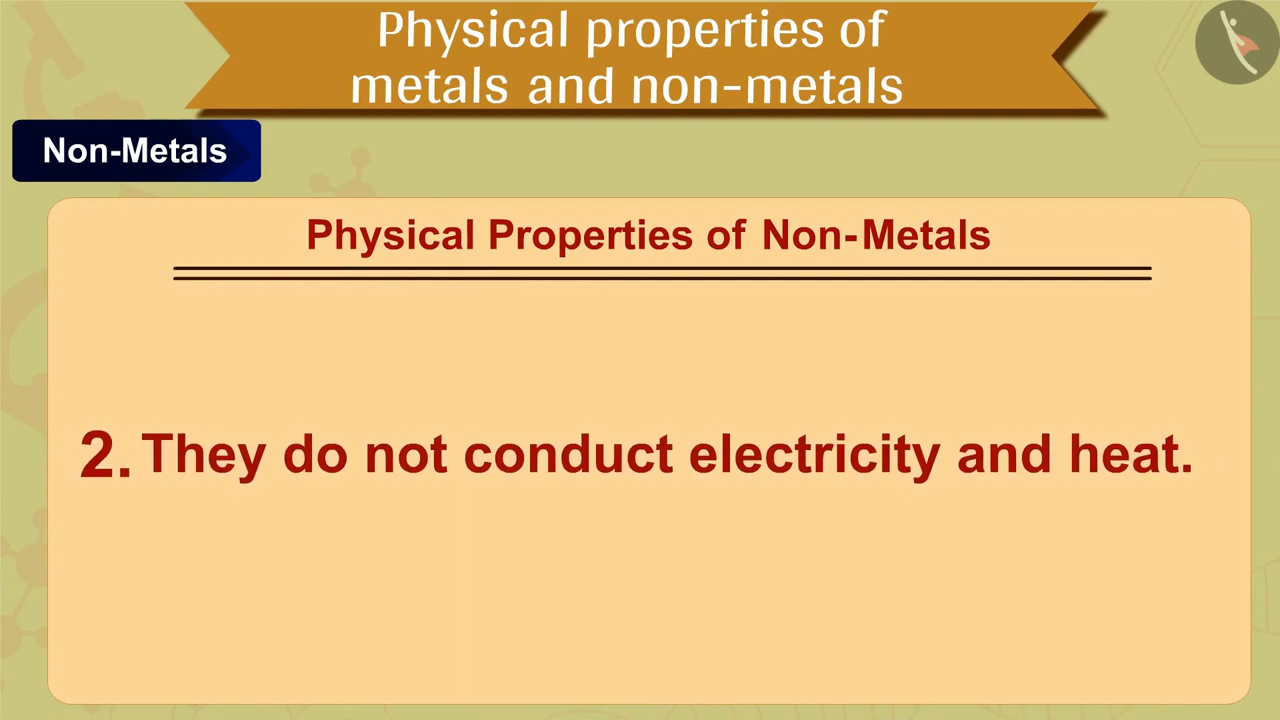 Physical properties of
metals and non-metals
Non-Metals
Physical Properties of Non-Metals
2. They do not conduct electricity and heat.